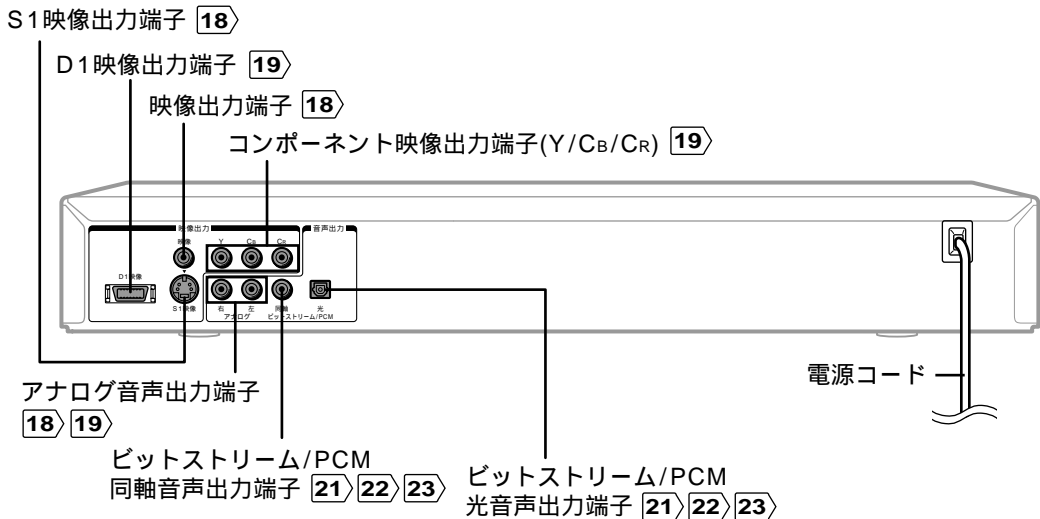 S1映像出力端子 18
D1映像出力端子 19
映像出力端子 18
コンポーネント映像出力端子(Y/CB/CR) 19
映像出力
音声出力
映像
Y
CB
CR
D1映像
S1映像
右
左
同軸
光
アナログ
ビットストリーム/PCM
電源コード
アナログ音声出力端子
18 19
ビットストリーム/PCM
同軸音声出力端子 21 22 23
ビットストリーム/PCM
光音声出力端子 21 22 23